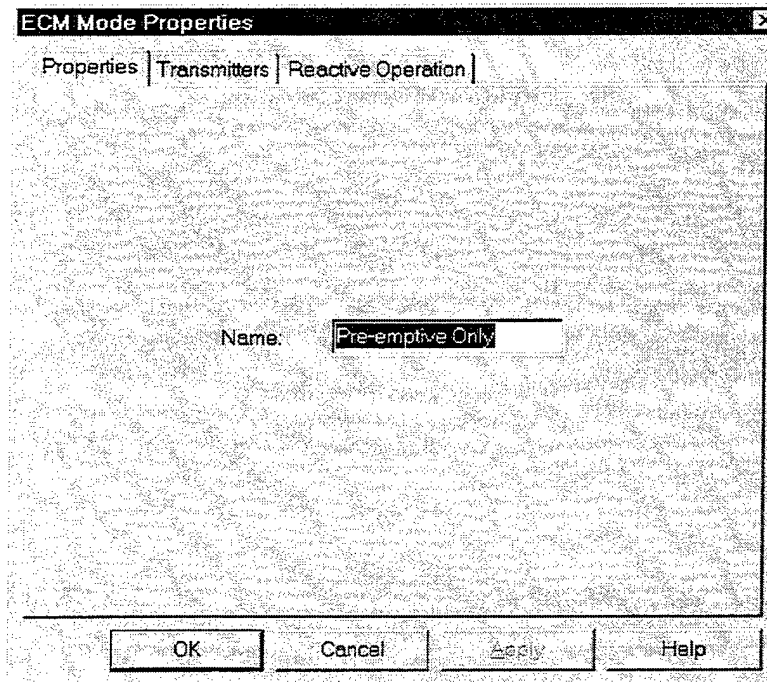 ECM Mode Properties
Properties Transmitters Reactive Operation
Name: Pre-emptive Only
OK Cancel Apply Help